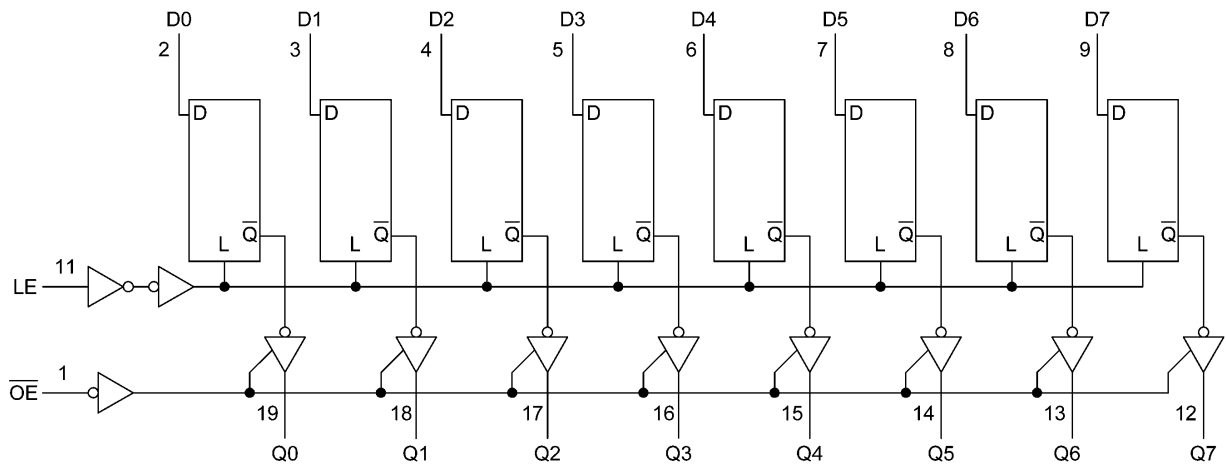 D0 D1 D2 D3 D4 D5 D6 D7
2 3 4 5 6 7 8 9
D D D D D D D D
Q̅ Q̅ Q̅ Q̅ Q̅ Q̅ Q̅ Q̅
L L L L L L L L
11
LE
1
O̅E̅
19 18 17 16 15 14 13 12
Q0 Q1 Q2 Q3 Q4 Q5 Q6 Q7